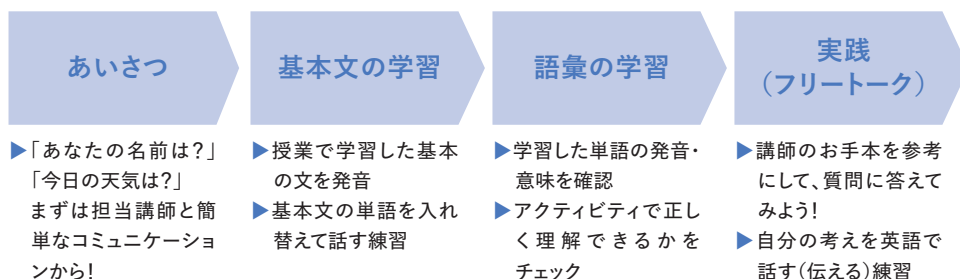 あいさつ
▶「あなたの名前は?」
「今日の天気は?」
まずは担当講師と簡
単なコミュニケーショ
ンから!
基本文の学習
▶授業で学習した基本
の文を発音
▶基本文の単語を入れ
替えて話す練習
語彙の学習
▶学習した単語の発音・
意味を確認
▶アクティビティで正し
く理解できるかを
チェック
実践
（フリートーク）
▶講師のお手本を参考
にして、質問に答えて
みよう!
▶自分の考えを英語で
話す(伝える)練習